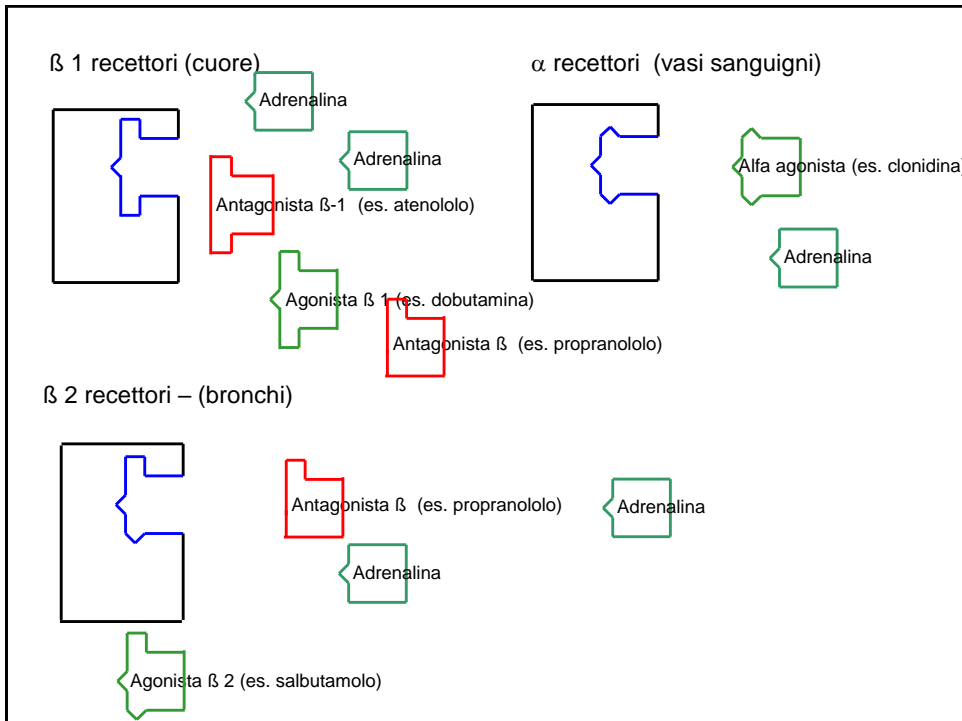 ß 1 recettori (cuore)
α recettori (vasi sanguigni)
Adrenalina
Adrenalina
Antagonista ß-1 (es. atenololo)
Agonista ß 1 (es. dobutamina)
Antagonista ß (es. propranololo)
Alfa agonista (es. clonidina)
Adrenalina
ß 2 recettori – (bronchi)
Antagonista ß (es. propranololo)
Adrenalina
Adrenalina
Agonista ß 2 (es. salbutamolo)